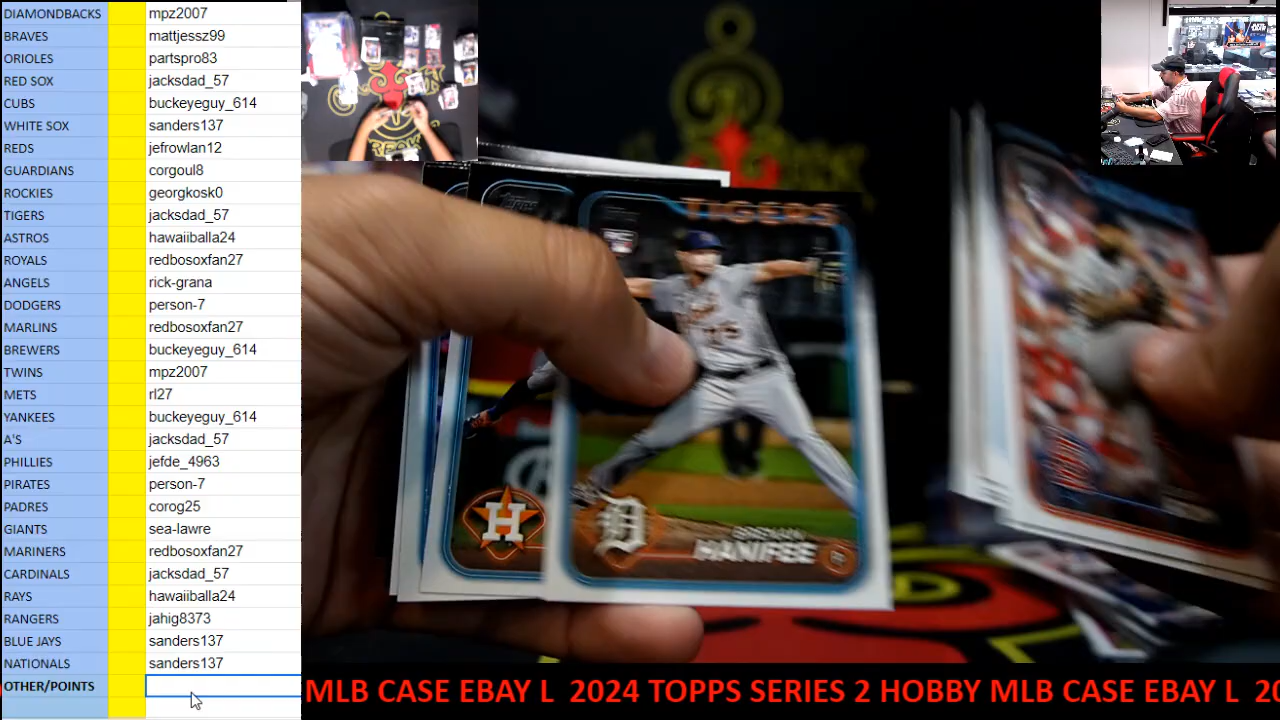 DIAMONDBACKS mpz2007
BRAVES mattjessz99
ORIOLES partspro83
RED SOX jacksdad_57
CUBS buckeyeguy_614
WHITE SOX sanders137
REDS jefrowlan12
GUARDIANS corgoul8
ROCKIES georgkosk0
TIGERS jacksdad_57
ASTROS hawaiiballa24
ROYALS redbosoxfan27
ANGELS rick-grana
DODGERS person-7
MARLINS redbosoxfan27
BREWERS buckeyeguy_614
TWINS mpz2007
METS rl27
YANKEES buckeyeguy_614
A'S jacksdad_57
PHILLIES jefde_4963
PIRATES person-7
PADRES corog25
GIANTS sea-lawre
MARINERS redbosoxfan27
CARDINALS jacksdad_57
RAYS hawaiiballa24
RANGERS jahig8373
BLUE JAYS sanders137
NATIONALS sanders137
OTHER/POINTS
TIGERS
H
D
BRENAN
HANIFEE
MLB CASE EBAY L 2024 TOPPS SERIES 2 HOBBY MLB CASE EBAY L 20